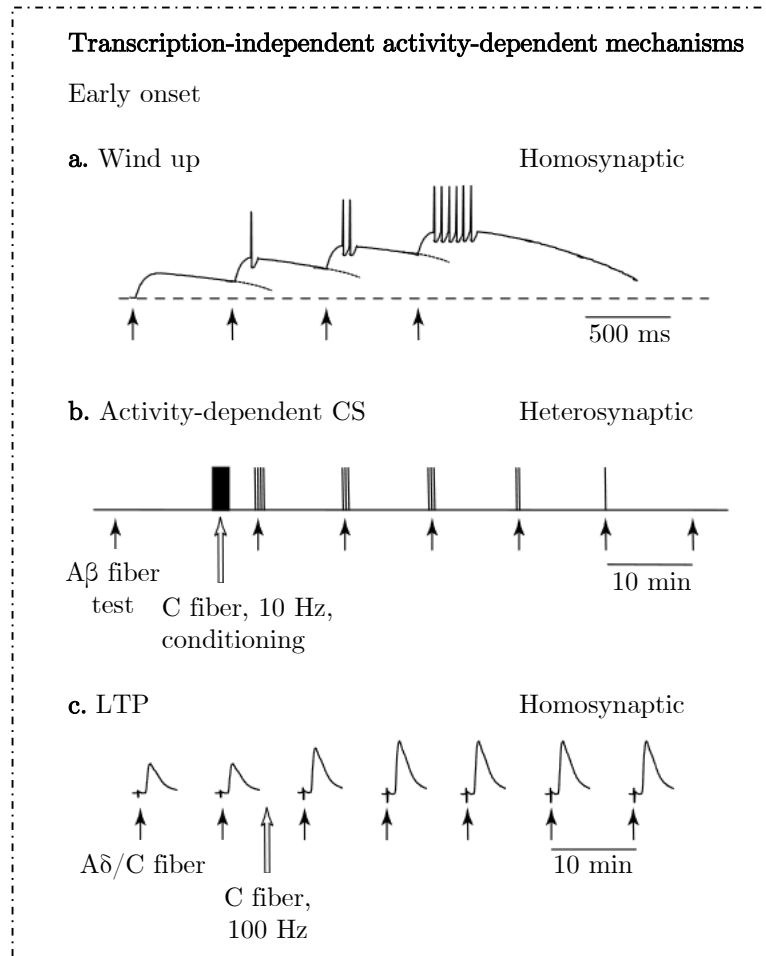 Transcription-independent activity-dependent mechanisms
Early onset
a. Wind up Homosynaptic
500 ms
b. Activity-dependent CS Heterosynaptic
Aβ fiber
test
C fiber, 10 Hz,
conditioning
10 min
c. LTP Homosynaptic
Aδ/C fiber
C fiber,
100 Hz
10 min